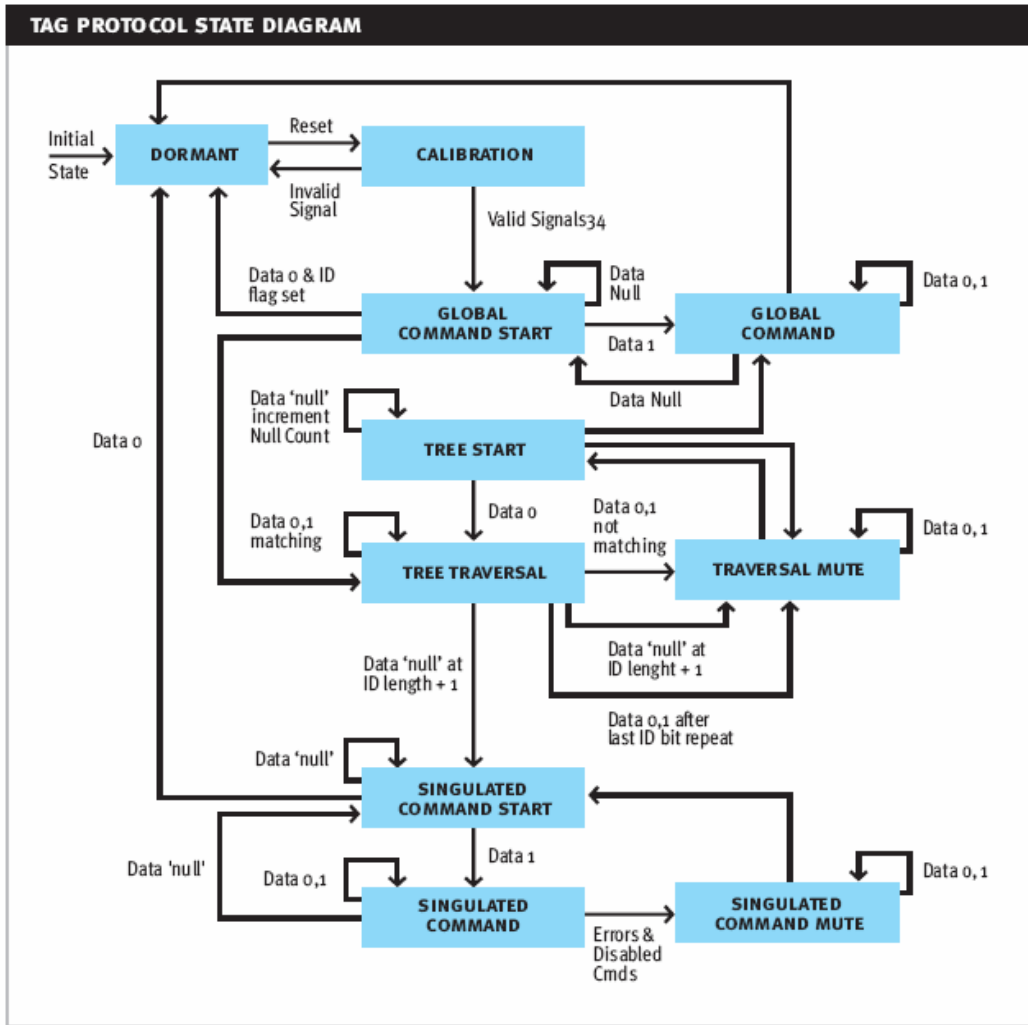 TAG PROTOCOL STATE DIAGRAM
Initial
State
DORMANT
Reset
CALIBRATION
Invalid
Signal
Valid Signals34
Data 0 & ID
flag set
GLOBAL
COMMAND START
Data
Null
Data 1
GLOBAL
COMMAND
Data 0, 1
Data Null
Data ‘null’
increment
Null Count
TREE START
Data 0
Data 0
Data 0,1
matching
TREE TRAVERSAL
Data 0,1
not
matching
TRAVERSAL MUTE
Data 0, 1
Data ‘null’ at
ID length + 1
Data ‘null’ at
ID lenght + 1
Data 0,1 after
last ID bit repeat
Data ‘null’
SINGULATED
COMMAND START
Data 'null'
Data 1
Data 0,1
SINGULATED
COMMAND
Errors &
Disabled
Cmds
SINGULATED
COMMAND MUTE
Data 0, 1